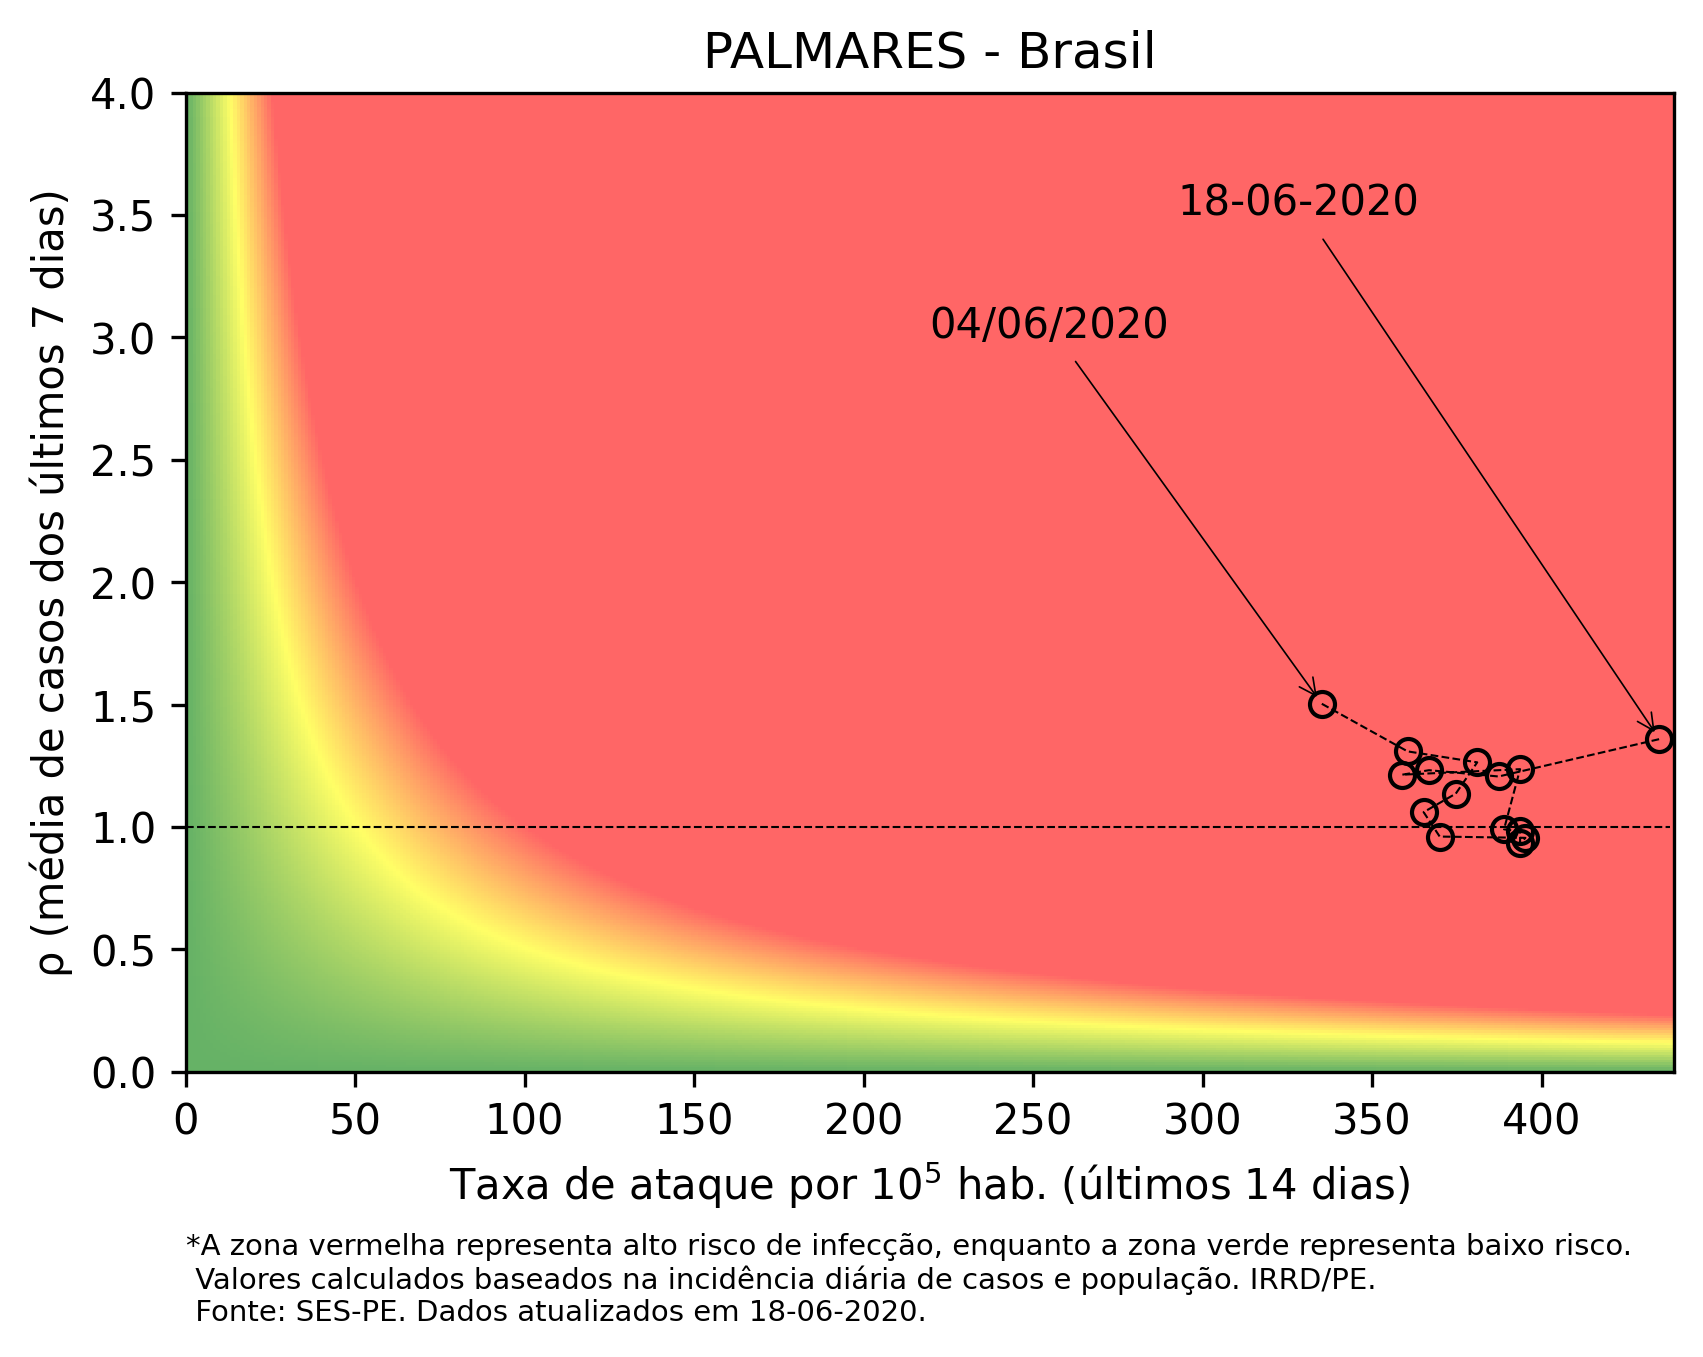 PALMARES - Brasil
4.0
3.5
3.0
2.5
2.0
1.5
1.0
0.5
0.0
ρ (média de casos dos últimos 7 dias)
18-06-2020
04/06/2020
0 50 100 150 200 250 300 350 400
Taxa de ataque por 10⁵ hab. (últimos 14 dias)
*A zona vermelha representa alto risco de infecção, enquanto a zona verde representa baixo risco.
Valores calculados baseados na incidência diária de casos e população. IRRD/PE.
Fonte: SES-PE. Dados atualizados em 18-06-2020.